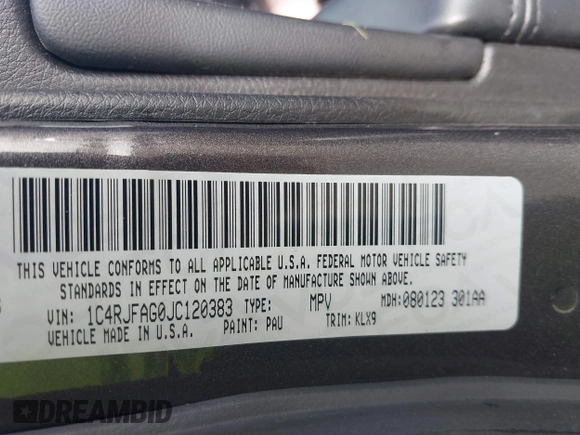 THIS VEHICLE CONFORMS TO ALL APPLICABLE U.S.A. FEDERAL MOTOR VEHICLE SAFETY
STANDARDS IN EFFECT ON THE DATE OF MANUFACTURE SHOWN ABOVE.
VIN: 1C4RJFAG0JC120383 TYPE: MPV MDH:080123 301AA
VEHICLE MADE IN U.S.A. PAINT: PAU TRIM: KLX9
DREAMBID